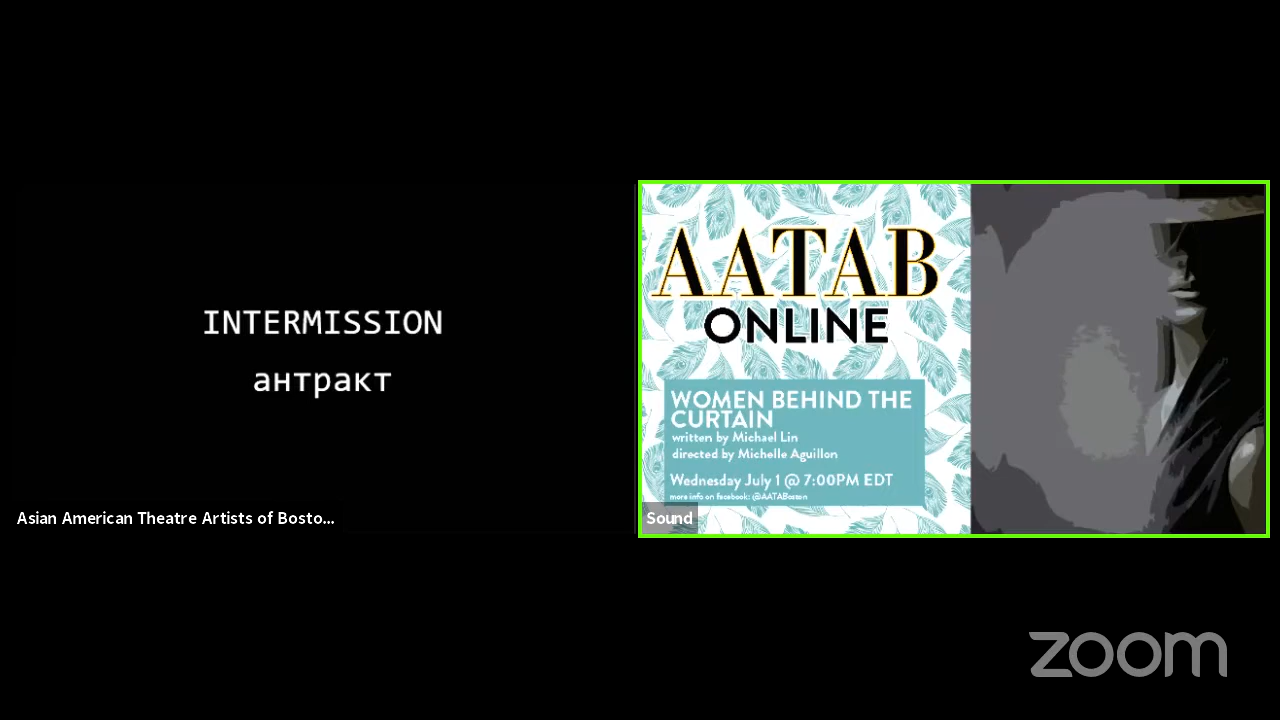 INTERMISSION
антракт
Asian American Theatre Artists of Bosto...
AATAB
ONLINE
WOMEN BEHIND THE
CURTAIN
written by Michael Lin
directed by Michelle Aguillon
Wednesday July 1 @ 7:00PM EDT
more info on facebook: @AATABoston
Sound
zoom